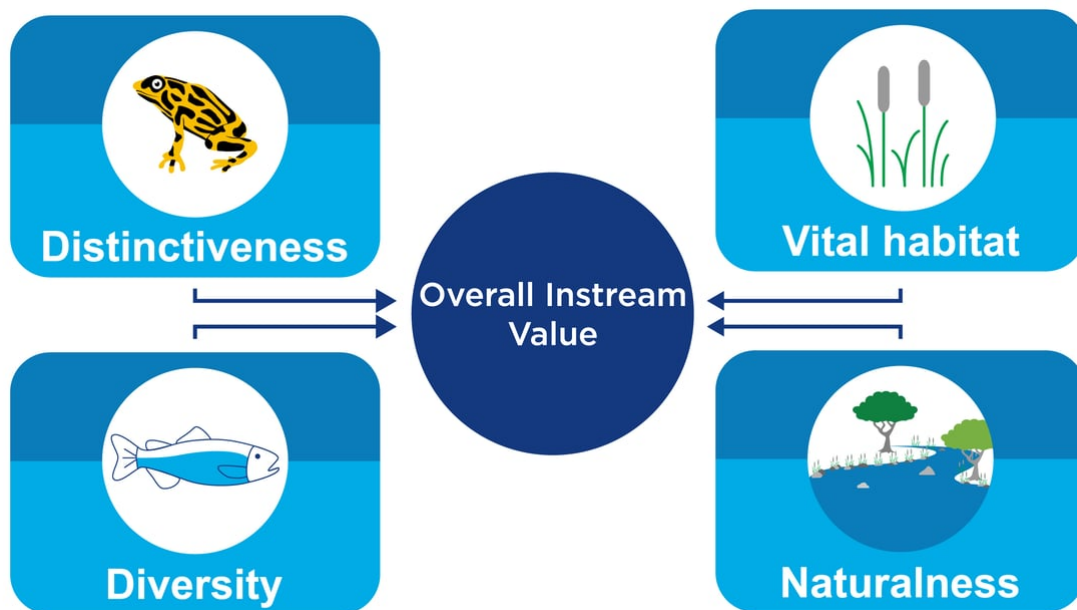 Distinctiveness
Vital habitat
Overall Instream
Value
Diversity
Naturalness